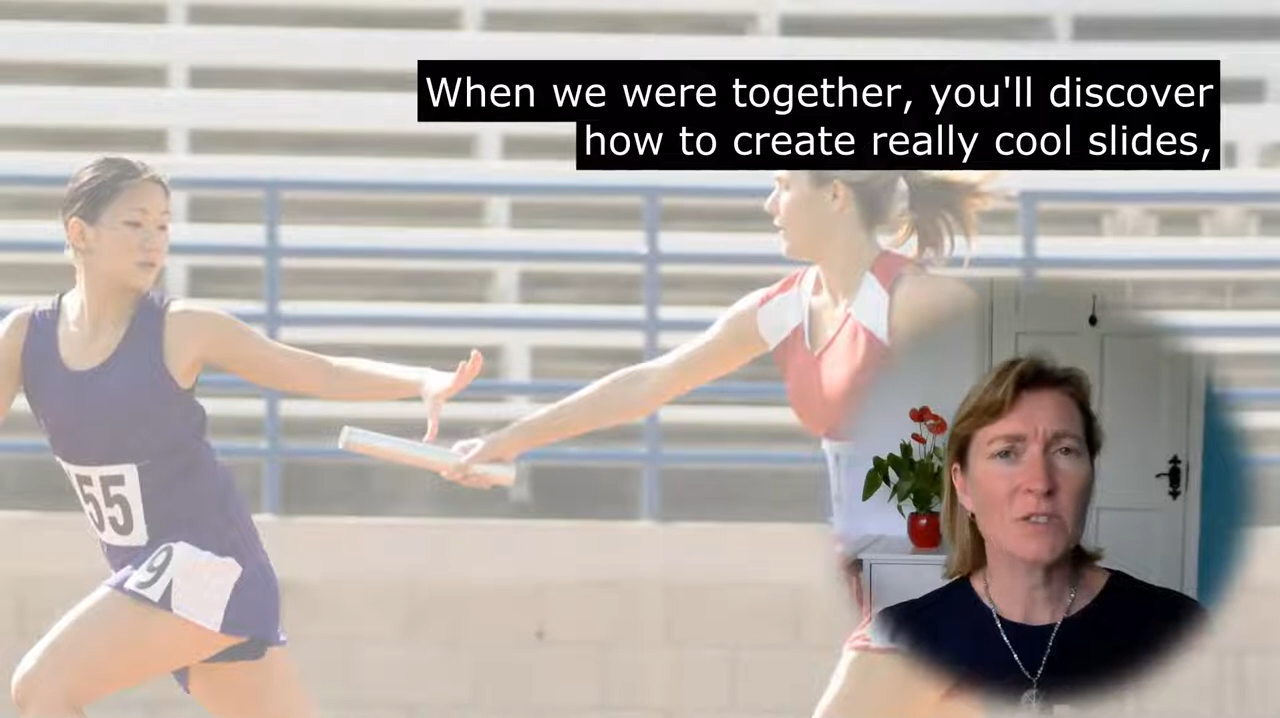 When we were together, you'll discover
how to create really cool slides,
55
9